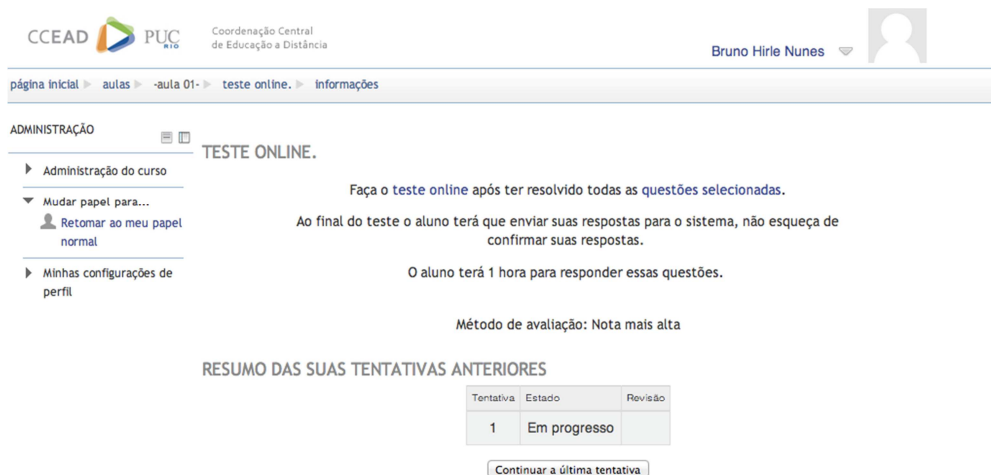 CCEAD PUC RIO
Coordenação Central
de Educação a Distância
Bruno Hirle Nunes
página inicial aulas -aula 01- teste online. informações
ADMINISTRAÇÃO
Administração do curso
Mudar papel para...
Retomar ao meu papel
normal
Minhas configurações de
perfil
TESTE ONLINE.
Faça o teste online após ter resolvido todas as questões selecionadas.
Ao final do teste o aluno terá que enviar suas respostas para o sistema, não esqueça de
confirmar suas respostas.
O aluno terá 1 hora para responder essas questões.
Método de avaliação: Nota mais alta
RESUMO DAS SUAS TENTATIVAS ANTERIORES
Tentativa Estado Revisão
1 Em progresso
Continuar a última tentativa